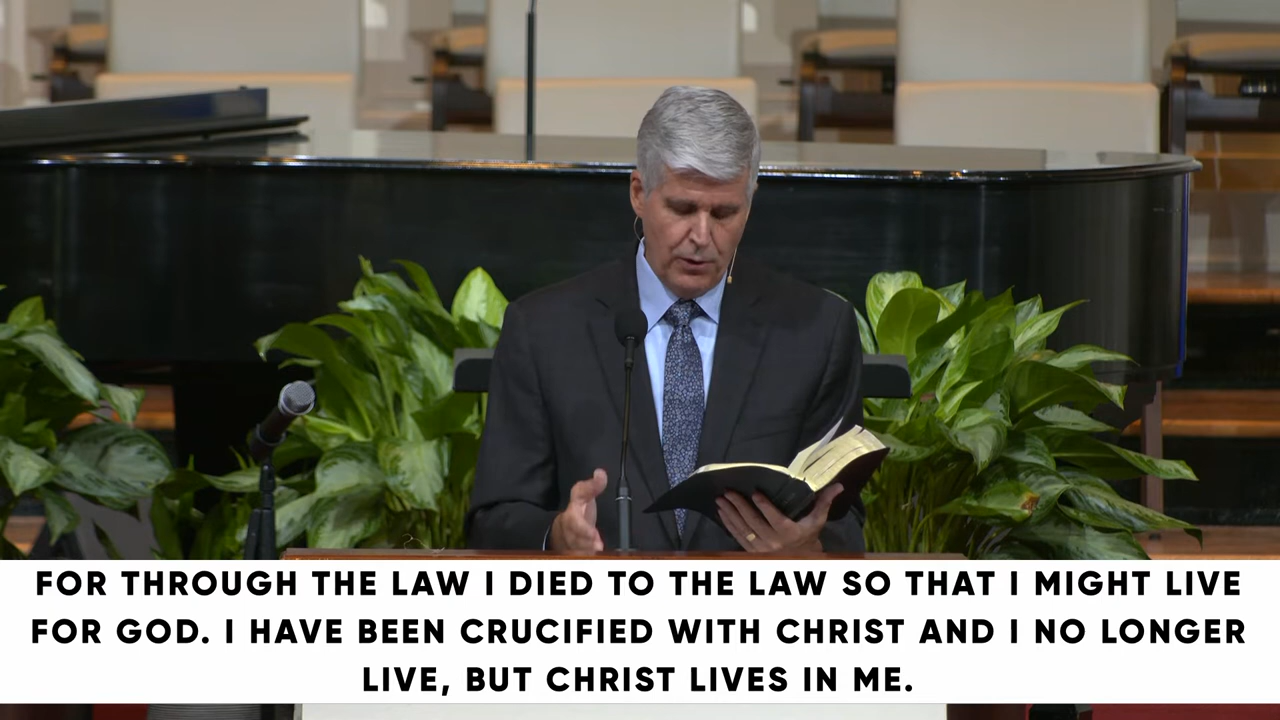 FOR THROUGH THE LAW I DIED TO THE LAW SO THAT I MIGHT LIVE
FOR GOD. I HAVE BEEN CRUCIFIED WITH CHRIST AND I NO LONGER
LIVE, BUT CHRIST LIVES IN ME.